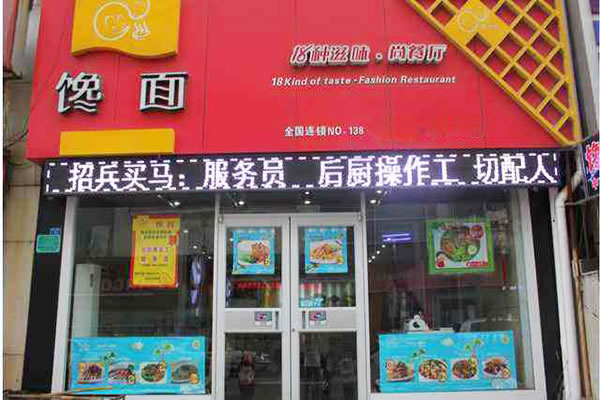 馋面
18种滋味·尚餐厅
18 Kind of taste·Fashion Restaurant
全国连锁NO-138
招兵买马：服务员 后厨操作工 切配人